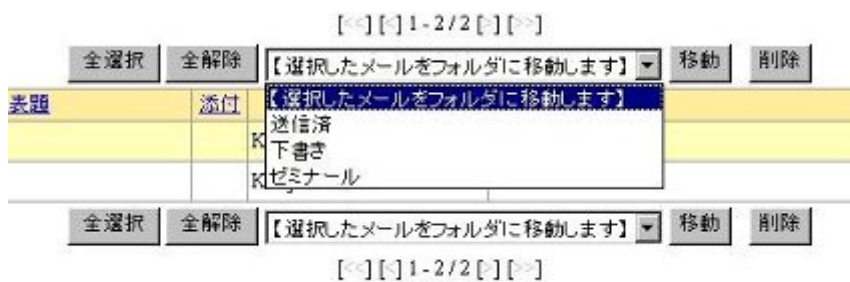 [<<] [<] 1 - 2 / 2 [>] [>>]
全選択 全解除 【選択したメールをフォルダに移動します】 移動 削除
表題 添付 【選択したメールをフォルダに移動します】
送信済
K 下書き
K ゼミナール
全選択 全解除 【選択したメールをフォルダに移動します】 移動 削除
[<<] [<] 1 - 2 / 2 [>] [>>]